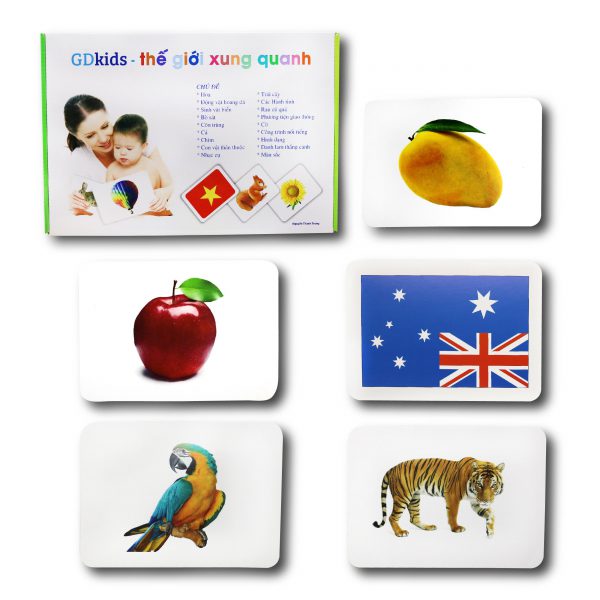 GDkids - thế giới xung quanh
CHỦ ĐỀ
* Hoa
* Động vật hoang dã
* Sinh vật biển
* Bò sát
* Côn trùng
* Cá
* Chim
* Con vật thân thuộc
* Nhạc cụ
* Trái cây
* Các Hành tinh
* Rau củ quả
* Phương tiện giao thông
* Cờ
* Công trình nổi tiếng
* Hình dạng
* Danh lam thắng cảnh
* Màu sắc